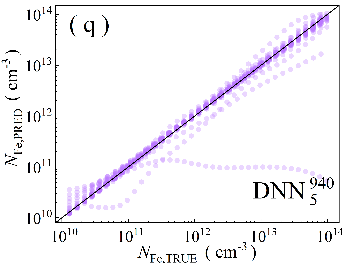 ( q )
10^14
10^13
10^12
10^11
10^10
N_Fe,PRED ( cm^-3 )
DNN_5^940
10^10 10^11 10^12 10^13 10^14
N_Fe,TRUE ( cm^-3 )